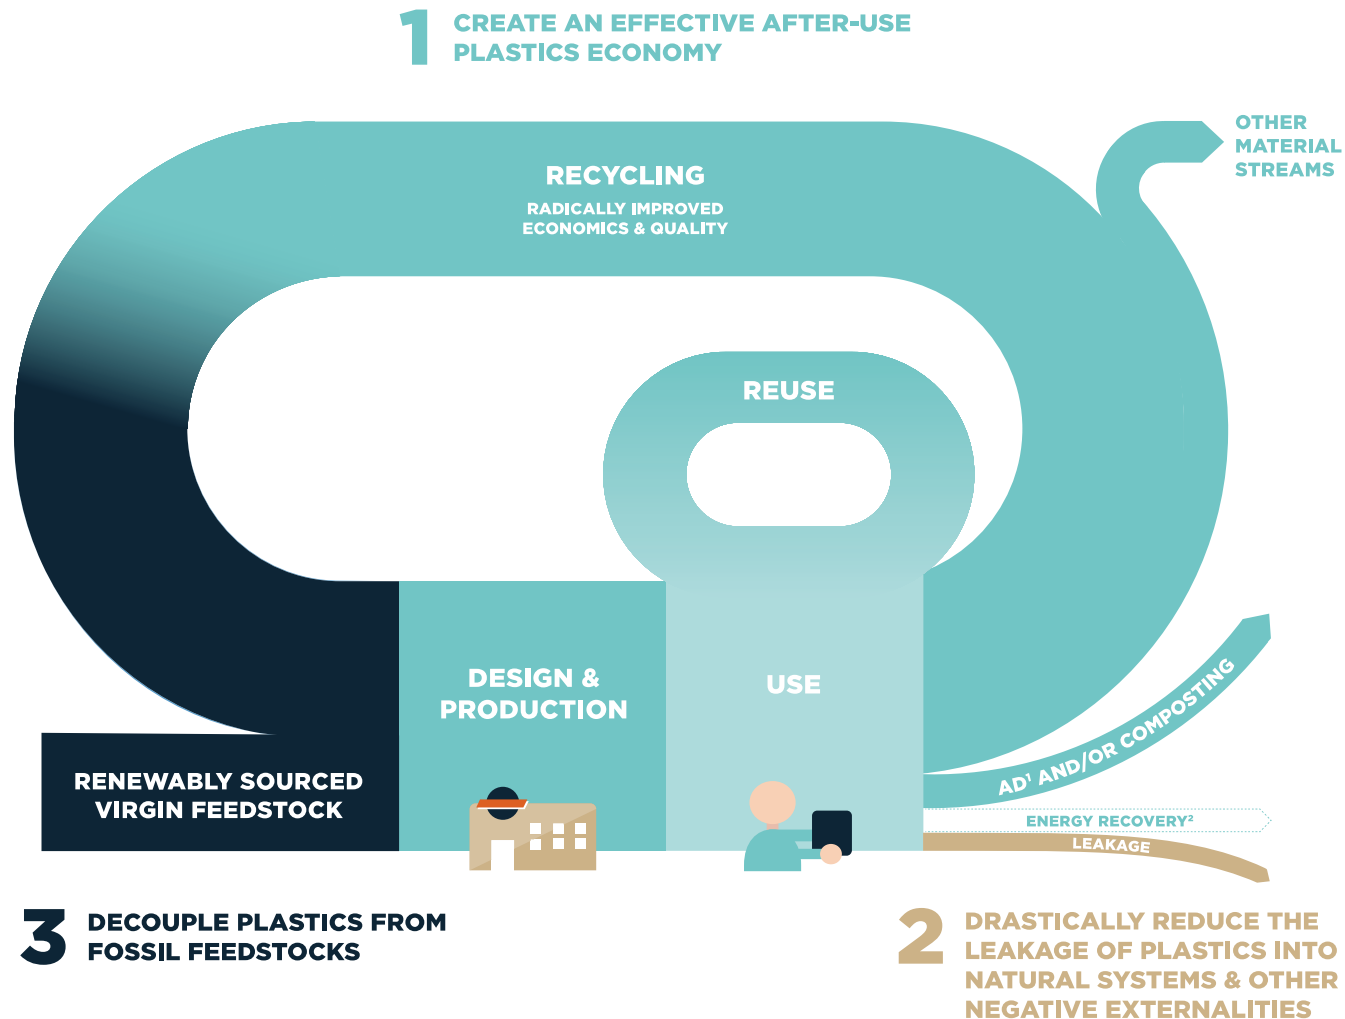 1 CREATE AN EFFECTIVE AFTER-USE
PLASTICS ECONOMY
OTHER
MATERIAL
STREAMS
RECYCLING
RADICALLY IMPROVED
ECONOMICS & QUALITY
REUSE
DESIGN &
PRODUCTION
USE
RENEWABLY SOURCED
VIRGIN FEEDSTOCK
AD¹ AND/OR COMPOSTING
ENERGY RECOVERY²
LEAKAGE
3 DECOUPLE PLASTICS FROM
FOSSIL FEEDSTOCKS
2 DRASTICALLY REDUCE THE
LEAKAGE OF PLASTICS INTO
NATURAL SYSTEMS & OTHER
NEGATIVE EXTERNALITIES